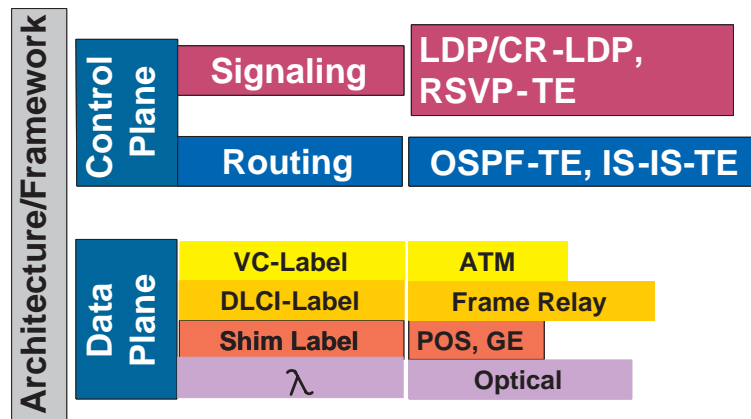 Architecture/Framework
Control
Plane
Signaling
LDP/CR-LDP,
RSVP-TE
Routing
OSPF-TE, IS-IS-TE
Data
Plane
VC-Label
ATM
DLCI-Label
Frame Relay
Shim Label
POS, GE
λ
Optical